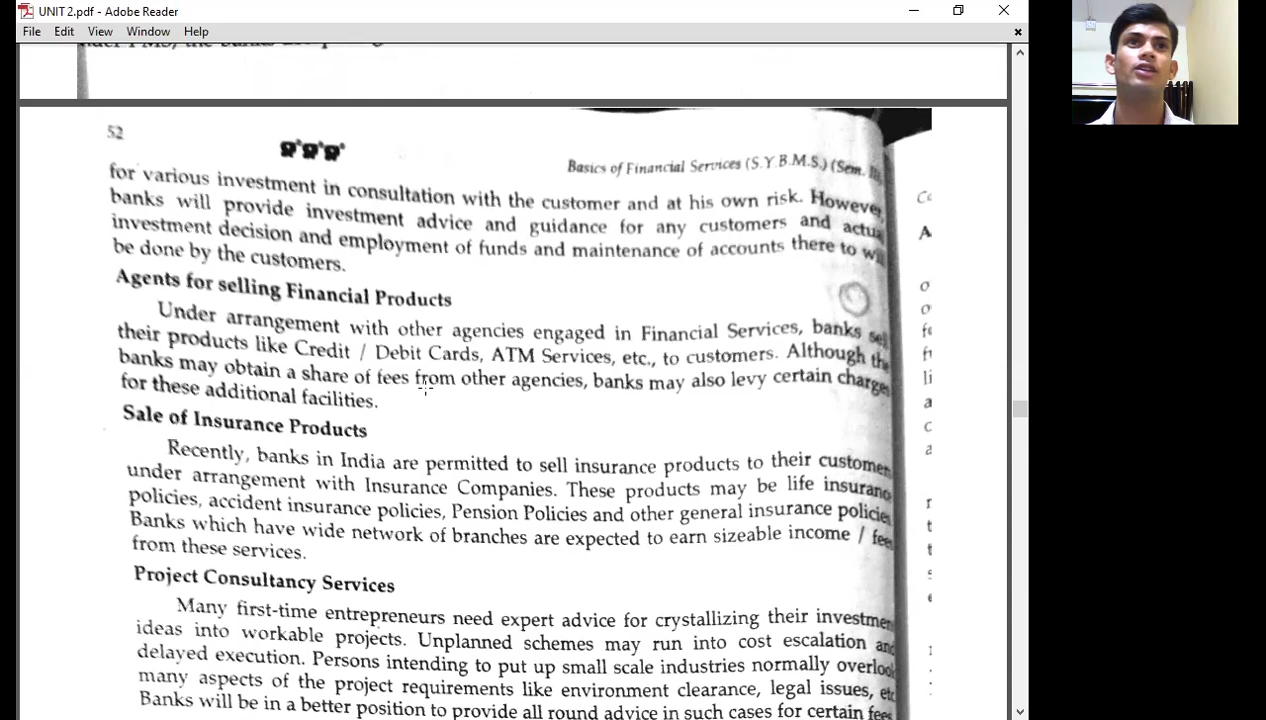 UNIT 2.pdf - Adobe Reader
File Edit View Window Help
52
Basics of Financial Services (S.Y.B.M.S.) (Sem.
for various investment in consultation with the customer and at his own risk. However,
banks will provide investment advice and guidance for any customers and actua
investment decision and employment of funds and maintenance of accounts there to wi
be done by the customers.
Agents for selling Financial Products
Under arrangement with other agencies engaged in Financial Services, banks sel
their products like Credit / Debit Cards, ATM Services, etc., to customers. Although the
banks may obtain a share of fees from other agencies, banks may also levy certain charges
for these additional facilities.
Sale of Insurance Products
Recently, banks in India are permitted to sell insurance products to their customer
under arrangement with Insurance Companies. These products may be life insuranc
policies, accident insurance policies, Pension Policies and other general insurance policie
Banks which have wide network of branches are expected to earn sizeable income / fee
from these services.
Project Consultancy Services
Many first-time entrepreneurs need expert advice for crystallizing their investmen
ideas into workable projects. Unplanned schemes may run into cost escalation and
delayed execution. Persons intending to put up small scale industries normally overloo
many aspects of the project requirements like environment clearance, legal issues, etc
Banks will be in a better position to provide all round advice in such cases for certain fees